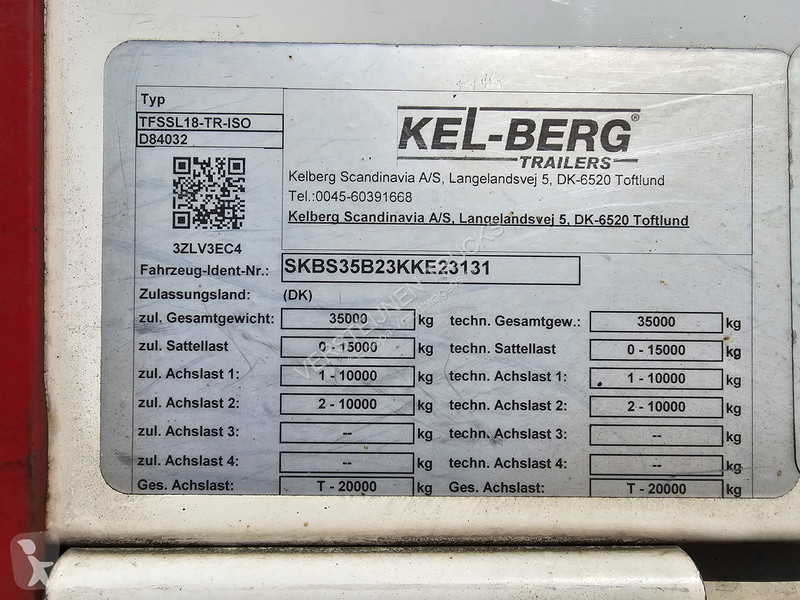 Typ
TFSSL18-TR-ISO
D84032
KEL-BERG®
TRAILERS
Kelberg Scandinavia A/S, Langelandsvej 5, DK-6520 Toftlund
Tel.:0045-60391668
Kelberg Scandinavia A/S, Langelandsvej 5, DK-6520 Toftlund
3ZLV3EC4
Fahrzeug-Ident-Nr.: SKBS35B23KKE23131
Zulassungsland: (DK)
zul. Gesamtgewicht: 35000 kg techn. Gesamtgew.: 35000 kg
zul. Sattellast 0 - 15000 kg techn. Sattellast 0 - 15000 kg
zul. Achslast 1: 1 - 10000 kg techn. Achslast 1: 1 - 10000 kg
zul. Achslast 2: 2 - 10000 kg techn. Achslast 2: 2 - 10000 kg
zul. Achslast 3: -- kg techn. Achslast 3: -- kg
zul. Achslast 4: -- kg techn. Achslast 4: -- kg
Ges. Achslast: T - 20000 kg Ges. Achslast: T - 20000 kg